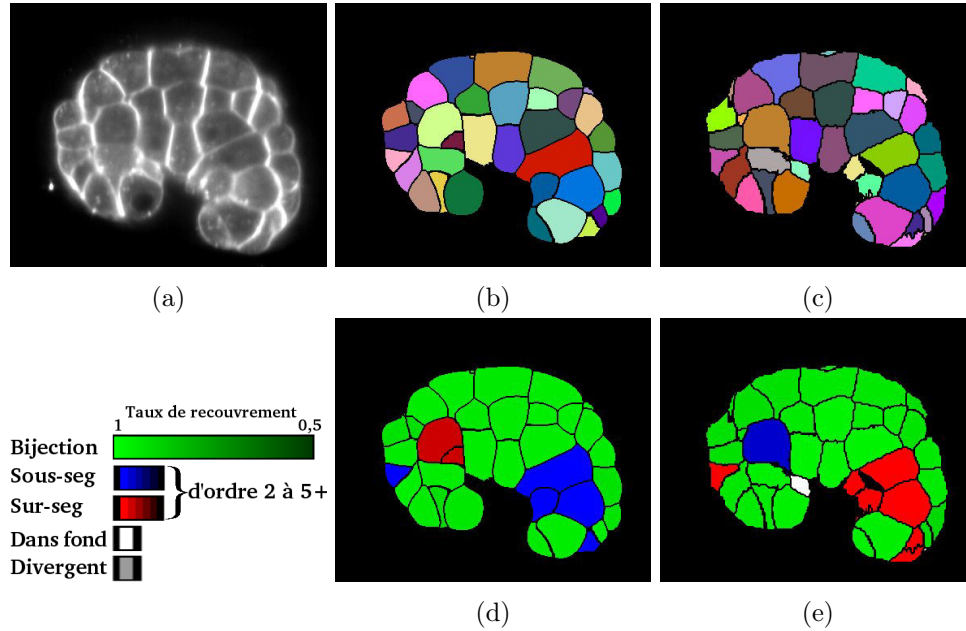 (a)
(b)
(c)
Taux de recouvrement
1 0,5
Bijection
Sous-seg
Sur-seg
d'ordre 2 à 5+
Dans fond
Divergent
(d)
(e)